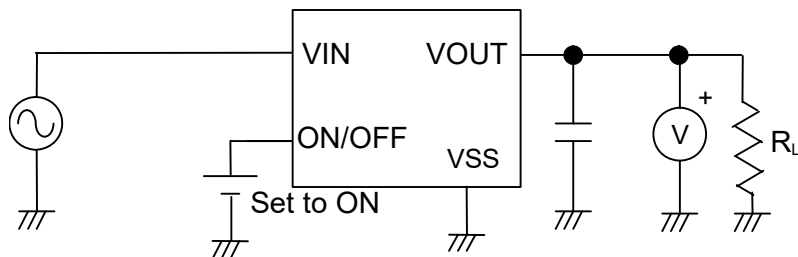 VIN VOUT
+
V
ON/OFF
VSS
RL
Set to ON